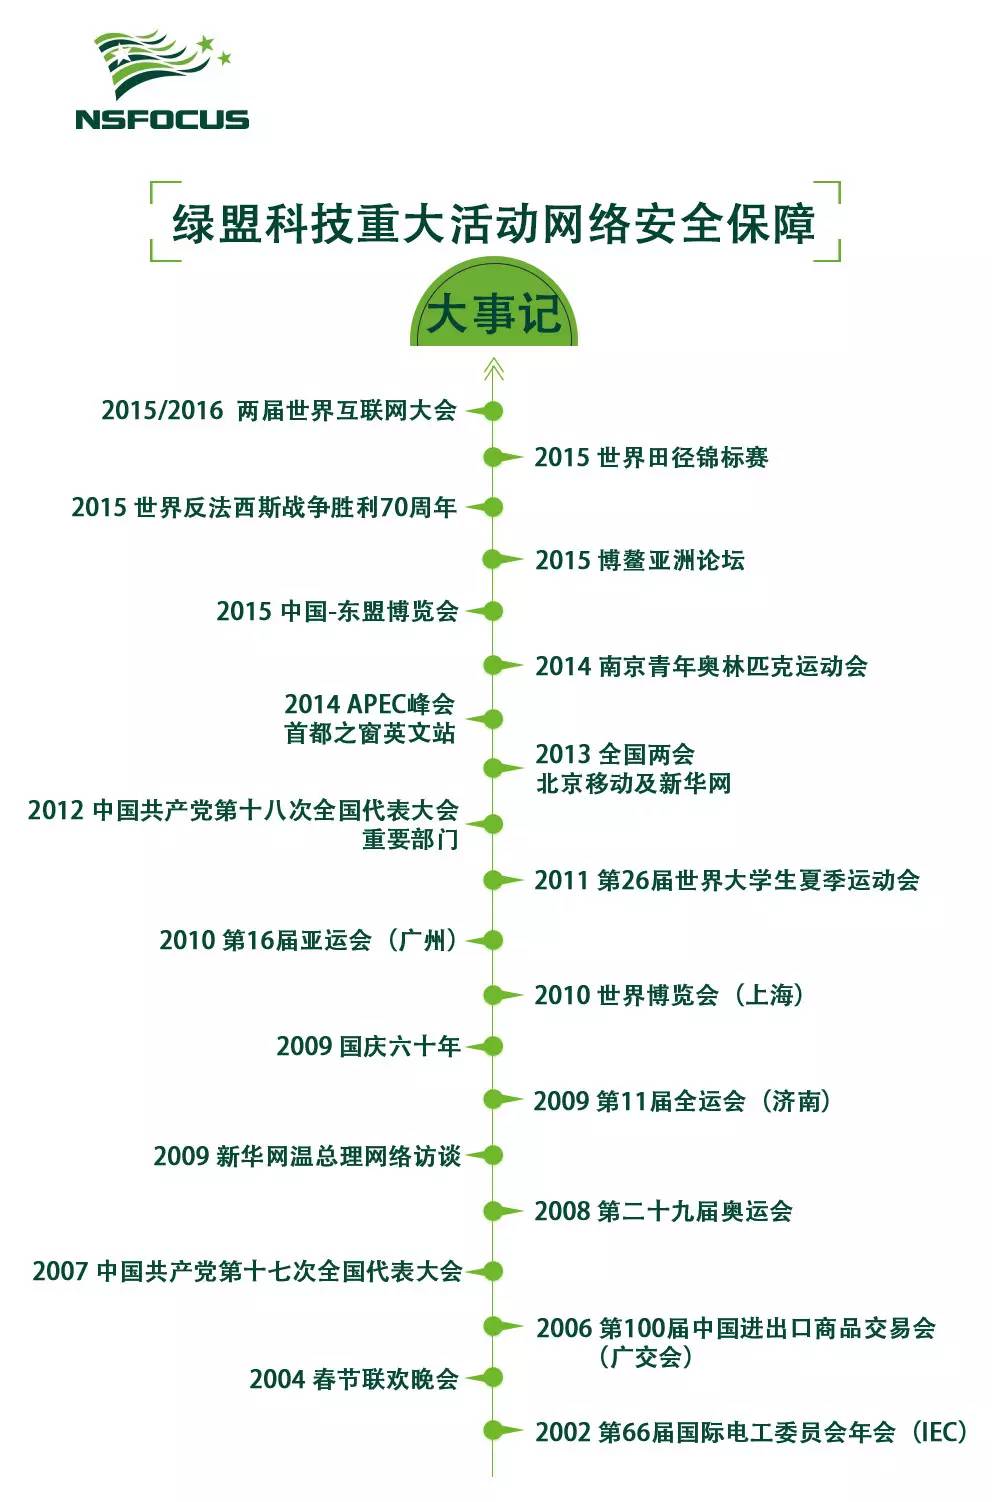 NSFOCUS
绿盟科技重大活动网络安全保障
大事记
2015/2016 两届世界互联网大会
2015 世界田径锦标赛
2015 世界反法西斯战争胜利70周年
2015 博鳌亚洲论坛
2015 中国-东盟博览会
2014 南京青年奥林匹克运动会
2014 APEC峰会
首都之窗英文站
2013 全国两会
北京移动及新华网
2012 中国共产党第十八次全国代表大会
重要部门
2011 第26届世界大学生夏季运动会
2010 第16届亚运会（广州）
2010 世界博览会（上海）
2009 国庆六十年
2009 第11届全运会（济南）
2009 新华网温总理网络访谈
2008 第二十九届奥运会
2007 中国共产党第十七次全国代表大会
2006 第100届中国进出口商品交易会
（广交会）
2004 春节联欢晚会
2002 第66届国际电工委员会年会（IEC）